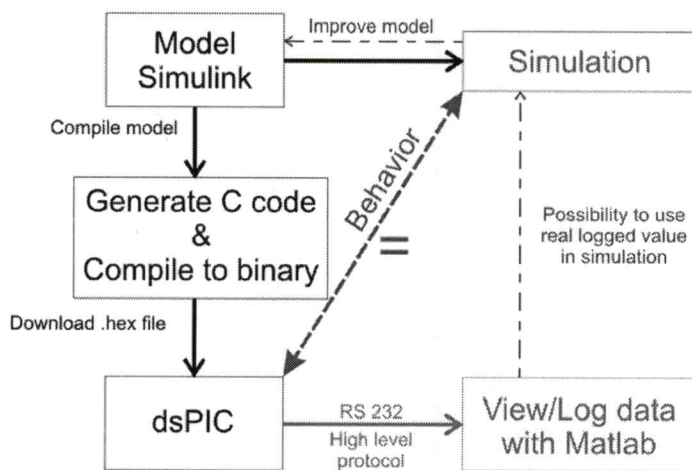 Improve model
Model
Simulink
Simulation
Compile model
Behavior
=
Generate C code
&
Compile to binary
Possibility to use
real logged value
in simulation
Download .hex file
dsPIC
RS 232
High level
protocol
View/Log data
with Matlab